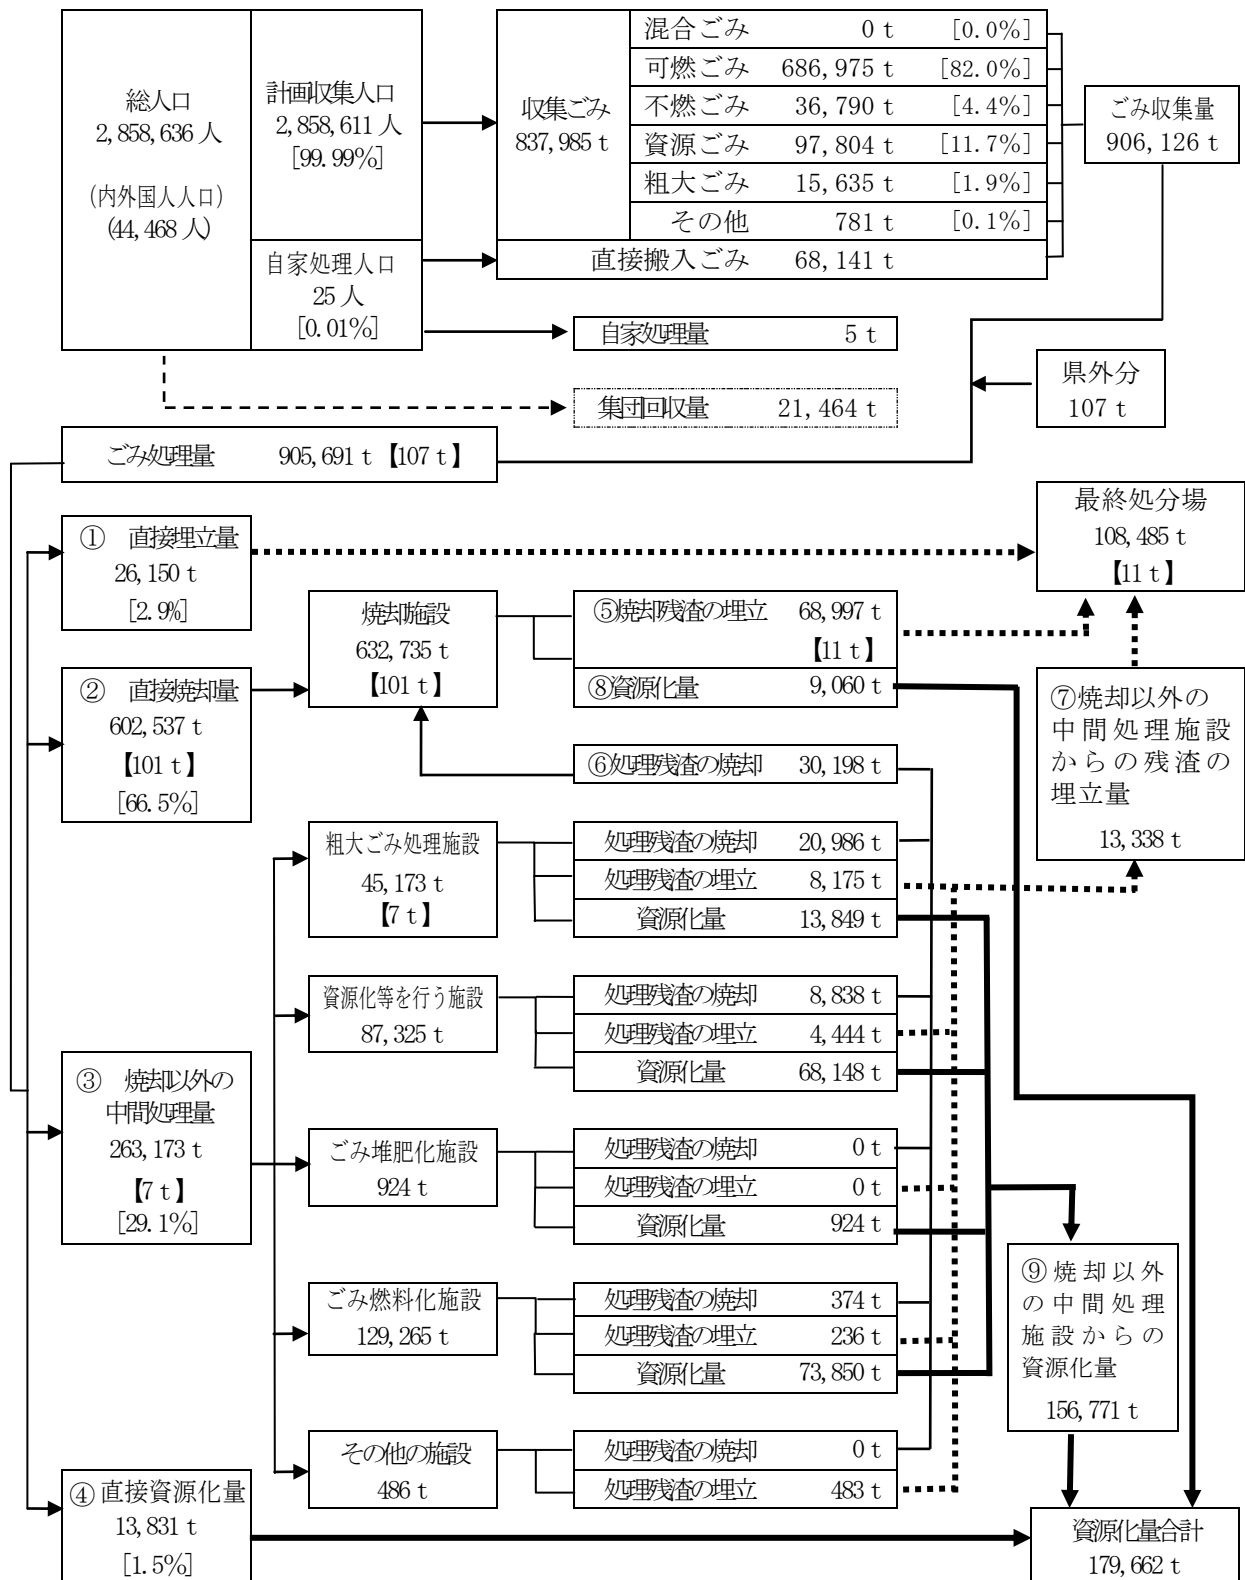 総人口
2,858,636 人
(内外国人人口)
(44,468 人)
計画収集人口
2,858,611 人
[99.99%]
自家処理人口
25 人
[0.01%]
収集ごみ
837,985 t
混合ごみ 0 t [0.0%]
可燃ごみ 686,975 t [82.0%]
不燃ごみ 36,790 t [4.4%]
資源ごみ 97,804 t [11.7%]
粗大ごみ 15,635 t [1.9%]
その他 781 t [0.1%]
直接搬入ごみ 68,141 t
ごみ収集量
906,126 t
自家処理量 5 t
集団回収量 21,464 t
県外分
107 t
ごみ処理量 905,691 t 【107 t】
① 直接埋立量
26,150 t
[2.9%]
最終処分場
108,485 t
【11 t】
② 直接焼却量
602,537 t
【101 t】
[66.5%]
焼却施設
632,735 t
【101 t】
⑤焼却残渣の埋立 68,997 t
【11 t】
⑧資源化量 9,060 t
⑥処理残渣の焼却 30,198 t
⑦焼却以外の
中間処理施設
からの残渣の
埋立量
13,338 t
③ 焼却以外の
中間処理量
263,173 t
【7 t】
[29.1%]
粗大ごみ処理施設
45,173 t
【7 t】
処理残渣の焼却 20,986 t
処理残渣の埋立 8,175 t
資源化量 13,849 t
資源化等を行う施設
87,325 t
処理残渣の焼却 8,838 t
処理残渣の埋立 4,444 t
資源化量 68,148 t
ごみ堆肥化施設
924 t
処理残渣の焼却 0 t
処理残渣の埋立 0 t
資源化量 924 t
ごみ燃料化施設
129,265 t
処理残渣の焼却 374 t
処理残渣の埋立 236 t
資源化量 73,850 t
その他の施設
486 t
処理残渣の焼却 0 t
処理残渣の埋立 483 t
⑨焼却以外
の中間処理
施設からの
資源化量
156,771 t
④直接資源化量
13,831 t
[1.5%]
資源化量合計
179,662 t